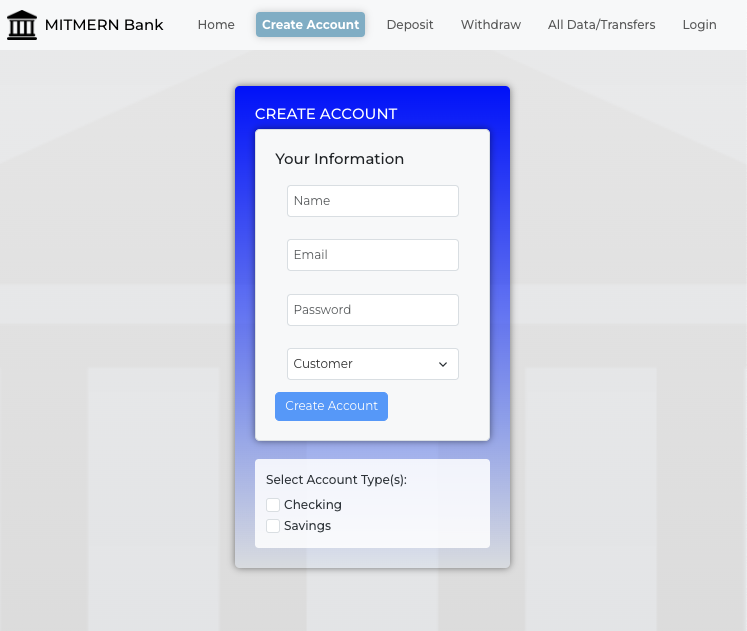 MITMERN Bank Home Create Account Deposit Withdraw All Data/Transfers Login
CREATE ACCOUNT
Your Information
Name
Email
Password
Customer
Create Account
Select Account Type(s):
Checking
Savings